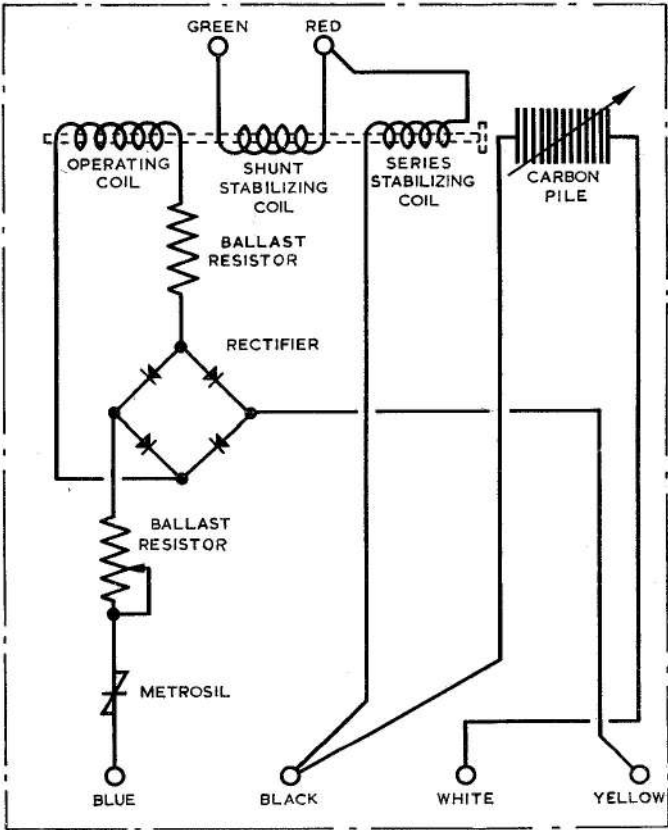 GREEN
RED
OPERATING
COIL
SHUNT
STABILIZING
COIL
SERIES
STABILIZING
COIL
CARBON
PILE
BALLAST
RESISTOR
RECTIFIER
BALLAST
RESISTOR
METROSIL
BLUE
BLACK
WHITE
YELLOW